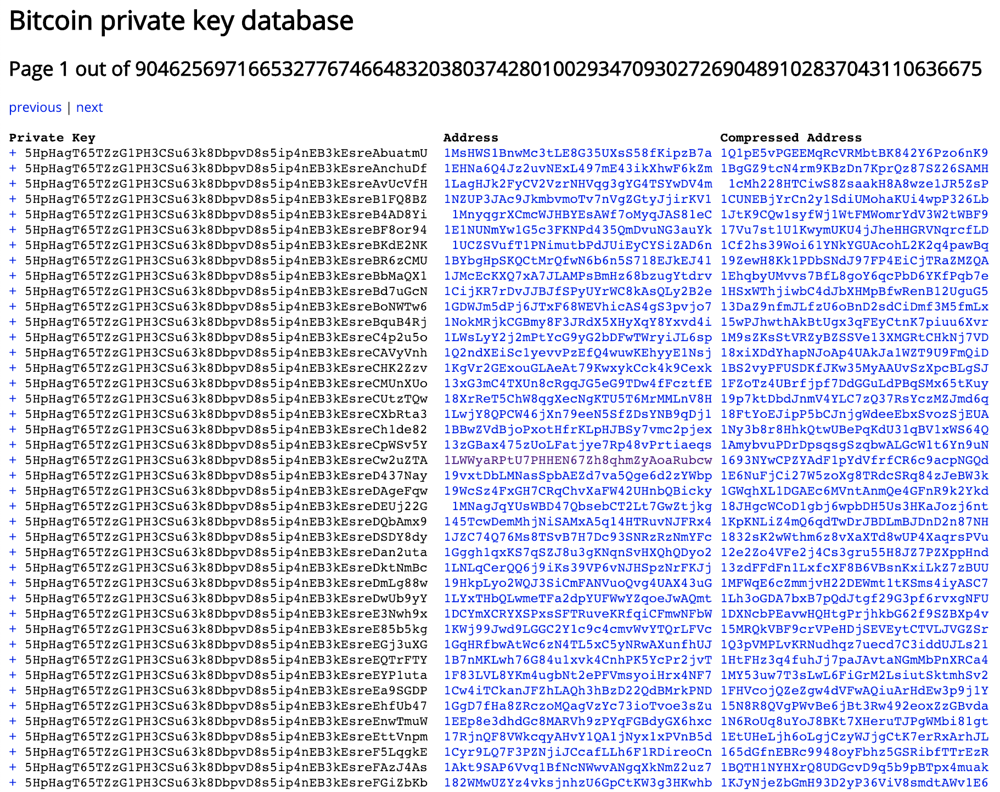 Bitcoin private key database
Page 1 out of 904625697166532776746648320380374280100293470930272690489102837043110636675
previous | next
Private Key Address Compressed Address
+ 5HpHagT65TZzG1PH3CSu63k8DbpvD8s5ip4nEB3kEsreAbuatmU 1MsHWS1BnwMc3tLE8G35UXsS58fKipzB7a 1Q1pE5vPGEEMqRcVRMbtBK842Y6Pzo6nK9
+ 5HpHagT65TZzG1PH3CSu63k8DbpvD8s5ip4nEB3kEsreAnchuDf 1EHNa6Q4Jz2uvNExL497mE43ikXhwF6kZm 1BgGZ9tcN4rm9KBzDn7KprQz87SZ26SAMH
+ 5HpHagT65TZzG1PH3CSu63k8DbpvD8s5ip4nEB3kEsreAvUcVfH 1LagHJk2FyCV2VzrNHVqg3gYG4TSYwDV4m 1cMh228HTCiwS8ZsaakH8A8wze1JR5ZsP
+ 5HpHagT65TZzG1PH3CSu63k8DbpvD8s5ip4nEB3kEsreB1FQ8BZ 1NZUP3JAc9JkmbvmoTv7nVgZGtyJjirKV1 1CUNEBjYrCn2y1SdiUMohaKUi4wpP326Lb
+ 5HpHagT65TZzG1PH3CSu63k8DbpvD8s5ip4nEB3kEsreB4AD8Yi 1MnyqgrXCmcWJHBYEsAWf7oMyqJAS81eC 1JtK9CQw1syfWj1WtFMWomrYdV3W2tWBF9
+ 5HpHagT65TZzG1PH3CSu63k8DbpvD8s5ip4nEB3kEsreBF8or94 1E1NUNmYw1G5c3FKNPd435QmDvuNG3auYk 17Vu7st1U1KwymUKU4jJheHHGRVNqrcfLD
+ 5HpHagT65TZzG1PH3CSu63k8DbpvD8s5ip4nEB3kEsreBKdE2NK 1UCZSVufT1PNimutbPdJUiEyCYSiZAD6n 1Cf2hs39Woi61YNkYGUAcohL2K2q4pawBq
+ 5HpHagT65TZzG1PH3CSu63k8DbpvD8s5ip4nEB3kEsreBR6zCMU 1BYbgHpSKQCtMrQfwN6b6n5S718EJkEJ41 19ZewH8Kk1PDbSNdJ97FP4EiCjTRaZMZQA
+ 5HpHagT65TZzG1PH3CSu63k8DbpvD8s5ip4nEB3kEsreBbMaQX1 1JMcEcKXQ7xA7JLAMPsBmHz68bzugYtdrv 1EhqbyUMvvs7BfL8goY6qcPbD6YKfPqb7e
+ 5HpHagT65TZzG1PH3CSu63k8DbpvD8s5ip4nEB3kEsreBd7uGcN 1CijKR7rDvJJBJfSPyUYrWC8kAsQLy2B2e 1HSxWThjiwbC4dJbXHMpBfwRenB12UguG5
+ 5HpHagT65TZzG1PH3CSu63k8DbpvD8s5ip4nEB3kEsreBoNWTw6 1GDWJm5dPj6JTxF68WEVhicAS4gS3pvjo7 13DaZ9nfmJLfzU6oBnD2sdCiDmf3M5fmLx
+ 5HpHagT65TZzG1PH3CSu63k8DbpvD8s5ip4nEB3kEsreBquB4Rj 1NokMRjkCGBmy8F3JRdX5XHyXqY8Yxvd4i 15wPJhwthAkBtUgx3qFEyCtnK7piuu6Xvr
+ 5HpHagT65TZzG1PH3CSu63k8DbpvD8s5ip4nEB3kEsreC4p2u5o 1LWsLyY2j2mPtYcG9yG2bDFwTWryiJL6sp 1M9sZKsStVRZyBZSSVe13XMGRtCHkNj7VD
+ 5HpHagT65TZzG1PH3CSu63k8DbpvD8s5ip4nEB3kEsreCAVyVnh 1Q2ndXEiSc1yevvPzEfQ4wuwKEhyyE1Nsj 18xiXDdYhapNJoAp4UAkJa1WZT9U9FmQiD
+ 5HpHagT65TZzG1PH3CSu63k8DbpvD8s5ip4nEB3kEsreCHK2Zzv 1KgVr2GExouGLAeAt79KwxykCck4k9Cexk 1BS2vyPFUSDKfJKw35MyAAUvSzXpcBLgSJ
+ 5HpHagT65TZzG1PH3CSu63k8DbpvD8s5ip4nEB3kEsreCMUnXUo 13xG3mC4TXUn8cRgqJG5eG9TDw4fFcztfE 1FZoTz4UBrfjpf7DdGGuLdPBqSMx65tKuy
+ 5HpHagT65TZzG1PH3CSu63k8DbpvD8s5ip4nEB3kEsreCUtzTQw 18XrReT5ChW8qgXecNgKTU5T6MrMMLnV8H 19p7ktDbdJnmV4YLC7zQ37RsYczMZJmd6q
+ 5HpHagT65TZzG1PH3CSu63k8DbpvD8s5ip4nEB3kEsreCXbRta3 1LwjY8QPCW46jXn79eeN5SfZDsYNB9qDj1 18FtYoEJipP5bCJnjgWdeeEbxSvozSjEUA
+ 5HpHagT65TZzG1PH3CSu63k8DbpvD8s5ip4nEB3kEsreCh1de82 1BBwZVdBjoPxotHfrKLpHJBSy7vmc2pjex 1Ny3b8r8HhkQtwUBePqKdU31qBV1xWS64Q
+ 5HpHagT65TZzG1PH3CSu63k8DbpvD8s5ip4nEB3kEsreCpWSv5Y 13zGBax475zUoLFatjye7Rp48vPrtiaeqs 1AmybvuPDrDpsqsgSzqbwALGcW1t6Yn9uN
+ 5HpHagT65TZzG1PH3CSu63k8DbpvD8s5ip4nEB3kEsreCw2uZTA 1LWWyaRPtU7PHHEN67Zh8qhmZyAoaRubcw 1693NYwCPZYAdF1pYdVfrfCR6c9acpNGQd
+ 5HpHagT65TZzG1PH3CSu63k8DbpvD8s5ip4nEB3kEsreD437Nay 19vxtDbLMNasSpbAEZd7va5Qge6d2zYWbp 1E6NuFjCi27W5zoXg8TRdcSRq84zJeBW3k
+ 5HpHagT65TZzG1PH3CSu63k8DbpvD8s5ip4nEB3kEsreDAgeFqw 19WcSz4FxGH7CRqChvXaFW42UHnbQBicky 1GWqhXL1DGAEc6MVntAnmQe4GFnR9k2Ykd
+ 5HpHagT65TZzG1PH3CSu63k8DbpvD8s5ip4nEB3kEsreDEUj22G 1MNagJqYUsWBD47QbsebCT2Lt7GwZtjkg 18JHgcWCoD1gbj6wpbDH5Us3HKaJozj6nt
+ 5HpHagT65TZzG1PH3CSu63k8DbpvD8s5ip4nEB3kEsreDQbAmx9 145TcwDemMhjNiSAMxA5q14HTRuvNJFRx4 1KpKNLiZ4mQ6qdTwDrJBDLmBJDnD2n87NH
+ 5HpHagT65TZzG1PH3CSu63k8DbpvD8s5ip4nEB3kEsreDSDY8dy 1JZC74Q76Ms8TSvB7H7Dc93SNRzRzNmYFc 1832sK2wWthm6z8vXaXTd8wUP4XaqrsPVu
+ 5HpHagT65TZzG1PH3CSu63k8DbpvD8s5ip4nEB3kEsreDan2uta 1Gggh1qxKS7qSZJ8u3gKNqnSvHXQhQDyo2 12e2Zo4VFe2j4Cs3gru55H8JZ7PZXppHnd
+ 5HpHagT65TZzG1PH3CSu63k8DbpvD8s5ip4nEB3kEsreDktNmBc 1LNLqCerQQ6j9iKs39VP6vNJHSpzNrFKJj 13zdFFdFn1LxfcXF8B6VBsnKxiLkZ7zBUU
+ 5HpHagT65TZzG1PH3CSu63k8DbpvD8s5ip4nEB3kEsreDmLg88w 19HkpLyo2WQJ3SiCmFANVuoQvg4UAX43uG 1MFWqE6cZmmjvH22DEWmt1tKSms4iyASC7
+ 5HpHagT65TZzG1PH3CSu63k8DbpvD8s5ip4nEB3kEsreDwUb9yY 1LYxTHbQLwmeTFa2dpYUFWwYZqoeJwAQmt 1Lh3oGDA7bxB7pQdJtgf29G3pf6rvxgNFU
+ 5HpHagT65TZzG1PH3CSu63k8DbpvD8s5ip4nEB3kEsreE3Nwh9x 1DCYmXCRYXSPxsSFTRuveKRfqiCFmwNFbW 1DXNcbPEavwHQHtgPrjhkbG62f9SZBXp4v
+ 5HpHagT65TZzG1PH3CSu63k8DbpvD8s5ip4nEB3kEsreE85b5kg 1KWj99Jwd9LGGC2Y1c9c4cmvWvYTQrLFVc 15MRQkVBF9crVPeHDjSEVEytCTVLJVGZSr
+ 5HpHagT65TZzG1PH3CSu63k8DbpvD8s5ip4nEB3kEsreEGj3uXG 1GqHRfbwAtWc6zN4TL5xC5yNRwAXunfhUJ 1Q3pVMPLvKRNudhqz7uecd7C3iddUJLs21
+ 5HpHagT65TZzG1PH3CSu63k8DbpvD8s5ip4nEB3kEsreEQTrFTY 1B7nMKLwh76G84u1xvk4CnhPK5YcPr2jvT 1HtFHz3q4fuhJj7paJAvtaNGmMbPnXRCa4
+ 5HpHagT65TZzG1PH3CSu63k8DbpvD8s5ip4nEB3kEsreEYP1uta 1F83LVL8YKm4ugbNt2ePFVmsyoiHrx4NF7 1MY53uw7T3sLwL6FiGrM2LsiutSktmhSv2
+ 5HpHagT65TZzG1PH3CSu63k8DbpvD8s5ip4nEB3kEsreEa9SGDP 1Cw4iTCkanJFZhLAQh3hBzD22QdBMrkPND 1FHVcojQZeZgw4dVFwAQiuArHdEw3p9j1Y
+ 5HpHagT65TZzG1PH3CSu63k8DbpvD8s5ip4nEB3kEsreEhfUb47 1GgD7fHa8ZRczoMQagVzYc73ioTvoe3sZu 15N8R8QVgPWvBe6jBt3Rw492eoxZzGBvda
+ 5HpHagT65TZzG1PH3CSu63k8DbpvD8s5ip4nEB3kEsreEnwTmuW 1EEp8e3dhdGc8MARVh9zPYqFGBdyGX6hxc 1N6RoUq8uYoJ8BKt7XHeruTJPgWMbi81gt
+ 5HpHagT65TZzG1PH3CSu63k8DbpvD8s5ip4nEB3kEsreEttVnpm 17RjnQF8VWkcqyAHvY1QA1jNyx1xPVnB5d 1EtUHeLjh6oLgjCzyWJjgCtK7erRxArhJL
+ 5HpHagT65TZzG1PH3CSu63k8DbpvD8s5ip4nEB3kEsreF5LqgkE 1Cyr9LQ7F3PZNjiJCcafLLh6F1RDireoCn 165dGfnEBRc9948oyFbhz5GSRibfTTrEzR
+ 5HpHagT65TZzG1PH3CSu63k8DbpvD8s5ip4nEB3kEsreFAzJ4As 1Akt9SAP6Vvq1BfNcNWwvANgqXkNmZ2uz7 1BQTH1NYHXrQ8UDGcvD9q5b9pBTpx4muak
+ 5HpHagT65TZzG1PH3CSu63k8DbpvD8s5ip4nEB3kEsreFGiZbKb 182WMwUZYz4vksjnhzU6GpCtKW3g3HKwhb 1KJyNjeZbGmH93D2yP36ViV8smdtAWv1E6